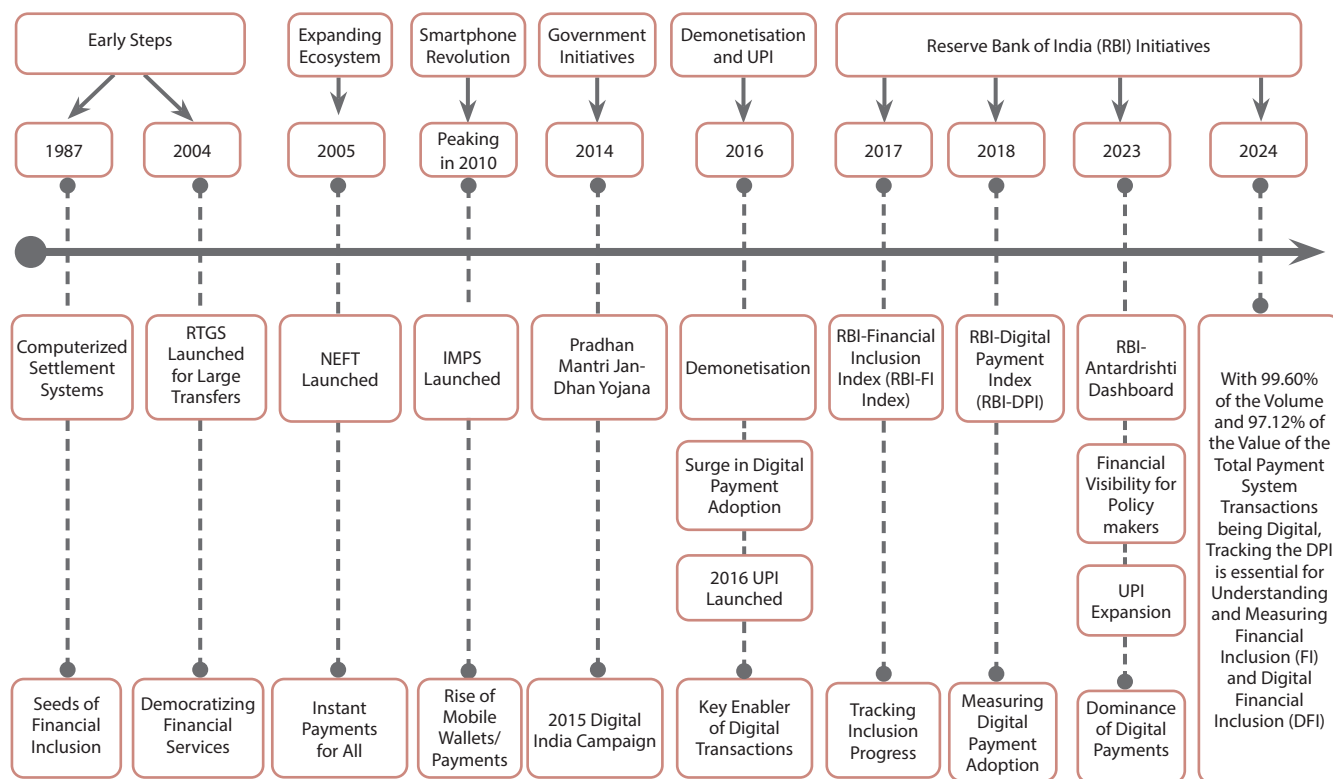 Early Steps
Expanding
Ecosystem
Smartphone
Revolution
Government
Initiatives
Demonetisation
and UPI
Reserve Bank of India (RBI) Initiatives
1987
2004
2005
Peaking
in 2010
2014
2016
2017
2018
2023
2024
Computerized
Settlement
Systems
RTGS
Launched
for Large
Transfers
NEFT
Launched
IMPS
Launched
Pradhan
Mantri Jan-
Dhan Yojana
Demonetisation
RBI-Financial
Inclusion
Index (RBI-FI
Index)
RBI-Digital
Payment
Index
(RBI-DPI)
RBI-
Antardrishti
Dashboard
With 99.60%
of the Volume
and 97.12% of
the Value of the
Total Payment
System
Transactions
being Digital,
Tracking the DPI
is essential for
Understanding
and Measuring
Financial
Inclusion (FI)
and Digital
Financial
Inclusion (DFI)
Surge in Digital
Payment
Adoption
Financial
Visibility for
Policy
makers
2016 UPI
Launched
UPI
Expansion
Seeds of
Financial
Inclusion
Democratizing
Financial
Services
Instant
Payments
for All
Rise of
Mobile
Wallets/
Payments
2015 Digital
India Campaign
Key Enabler
of Digital
Transactions
Tracking
Inclusion
Progress
Measuring
Digital
Payment
Adoption
Dominance
of Digital
Payments